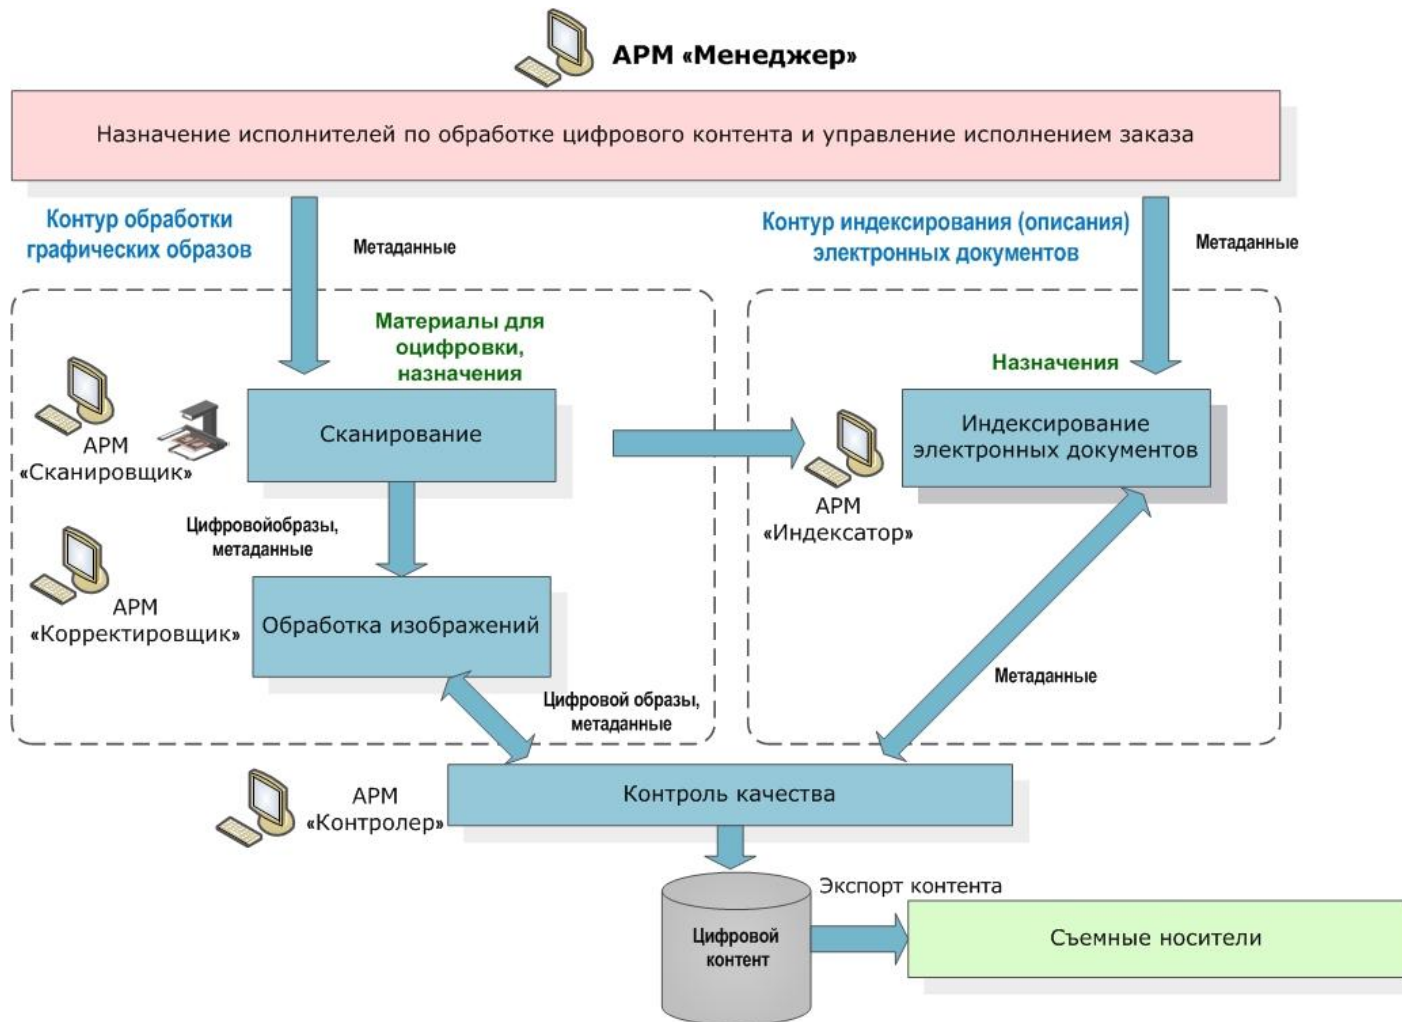 АРМ «Менеджер»
Назначение исполнителей по обработке цифрового контента и управление исполнением заказа
Контур обработки
графических образов
Метаданные
Контур индексирования (описания)
электронных документов
Метаданные
Материалы для
оцифровки,
назначения
Назначения
Сканирование
АРМ
«Сканировщик»
Индексирование
электронных документов
АРМ
«Индексатор»
Цифровойобразы,
метаданные
АРМ
«Корректировщик»
Обработка изображений
Цифровой образы,
метаданные
Метаданные
АРМ
«Контролер»
Контроль качества
Экспорт контента
Цифровой
контент
Съемные носители